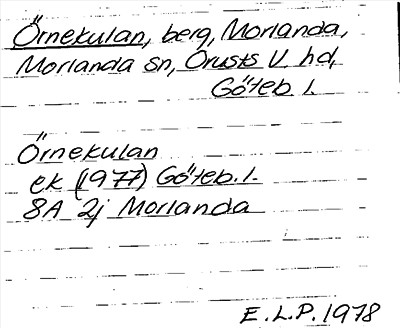 Örnekulan, berg, Morlanda,
Morlanda sn, Orusts V hd,
Göteb l.
Örnekulan
ek (1977) Göteb. l.
8A 2j Morlanda
E.L.P. 1978